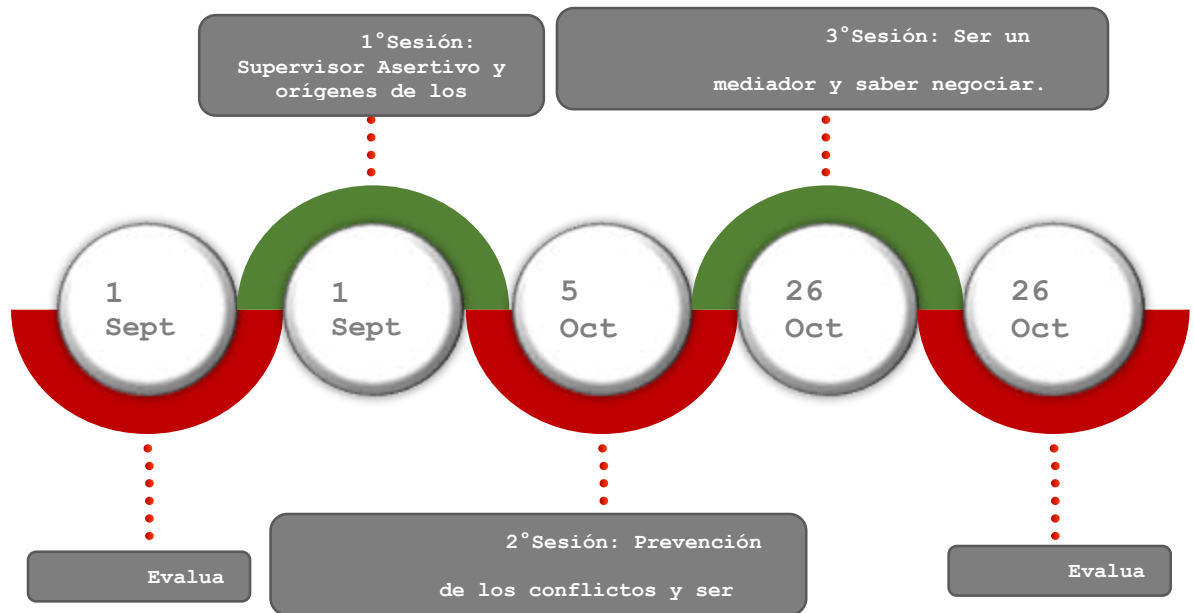 1°Sesión:
Supervisor Asertivo y
orígenes de los
3°Sesión: Ser un
mediador y saber negociar.
1
Sept
1
Sept
5
Oct
26
Oct
26
Oct
Evalua
2°Sesión: Prevención
de los conflictos y ser
Evalua